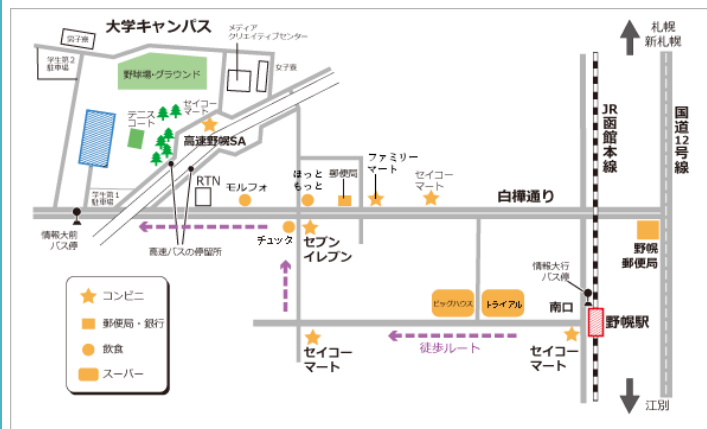 大学キャンパス
メディア
クリエイティブセンター
札幌
新札幌
男子寮
学生第2
駐車場
野球場・グラウンド
女子寮
セイコー
マート
テニス
コート
高速野幌SA
JR函館本線
国道12号線
RTN
モルフォ
ほっと
もっと
郵便局
ファミリー
マート
セイコー
マート
白樺通り
学生第1
駐車場
情報大前
バス停
高速バスの停留所
チュッタ
セブン
イレブン
野幌
郵便局
情報大行
バス停
コンビニ
郵便局・銀行
飲食
スーパー
ビッグハウス
トライアル
南口
野幌駅
セイコー
マート
徒歩ルート
セイコー
マート
江別